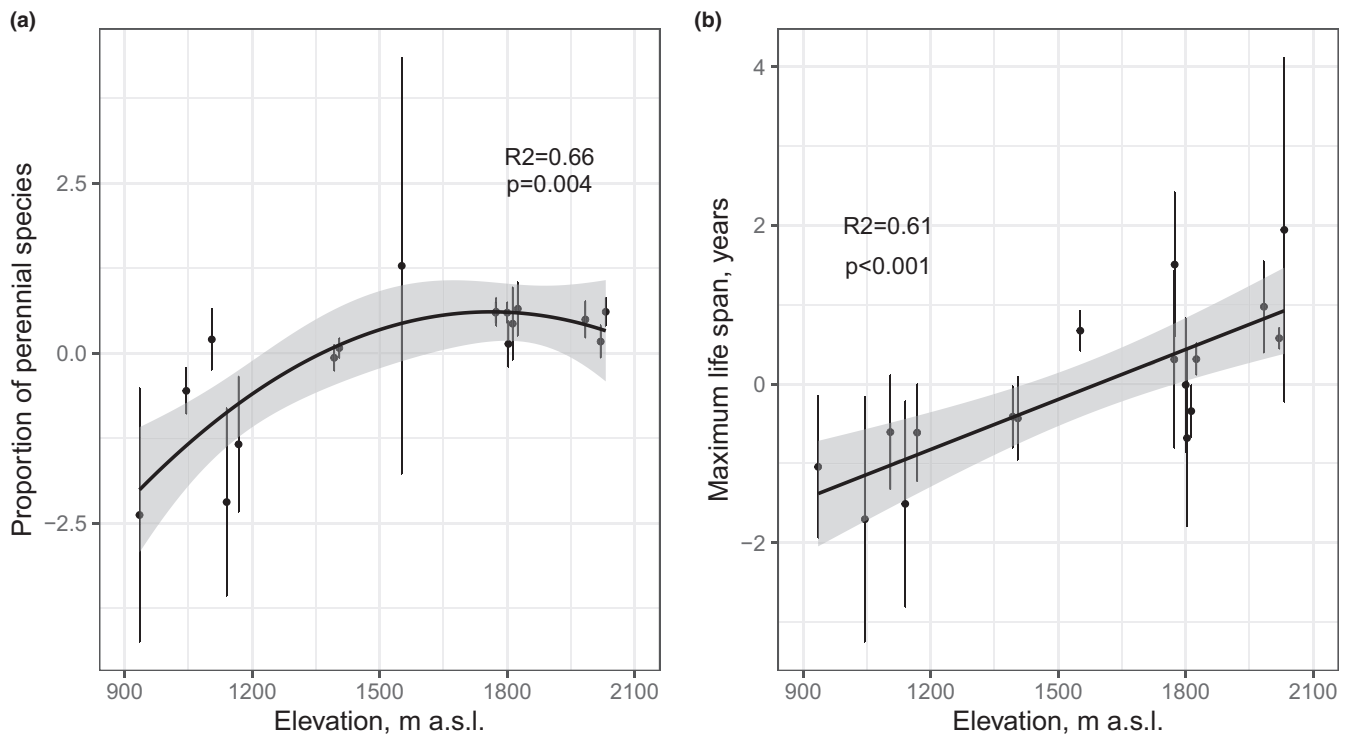 (a)
Proportion of perennial species
2.5
0.0
−2.5
R2=0.66
p=0.004
900 1200 1500 1800 2100
Elevation, m a.s.l.
(b)
Maximum life span, years
4
2
0
−2
R2=0.61
p<0.001
900 1200 1500 1800 2100
Elevation, m a.s.l.